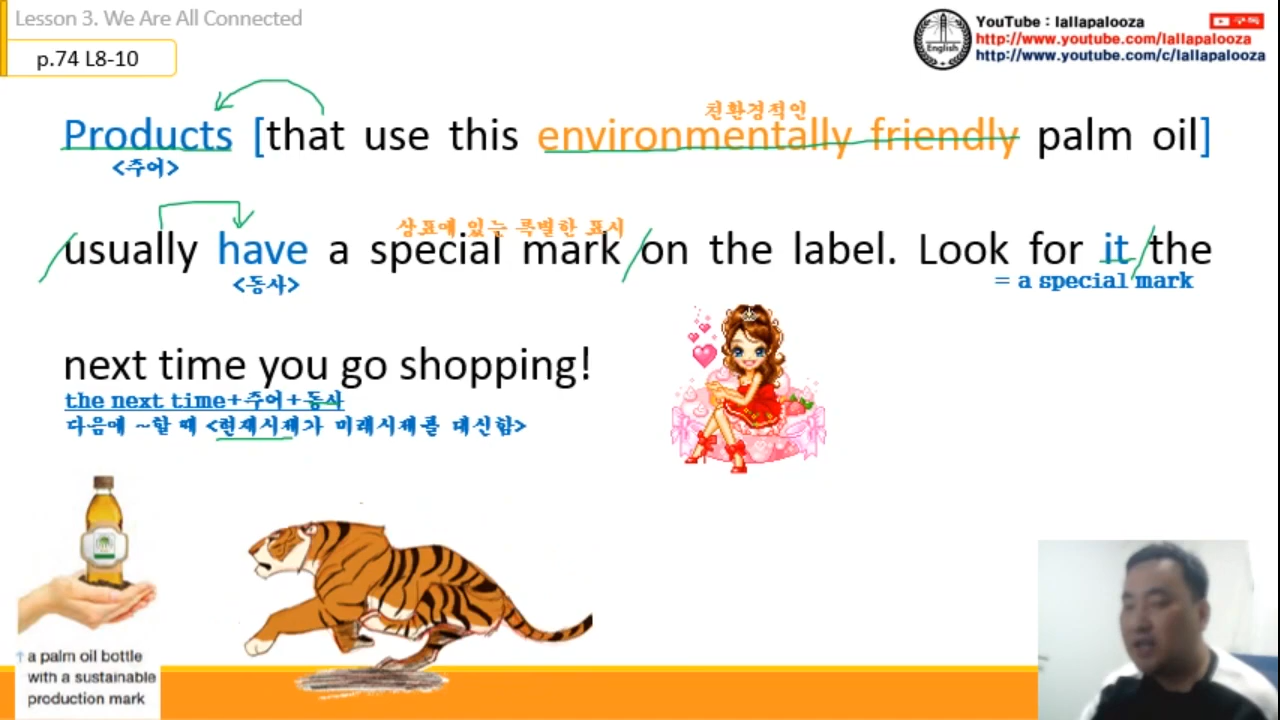 Lesson 3. We Are All Connected
p.74 L8-10
English
YouTube : lallapalooza
구독
http://www.youtube.com/lallapalooza
http://www.youtube.com/c/lallapalooza
친환경적인
Products [that use this environmentally friendly palm oil]
<주어>
상표에 있는 특별한 표시
usually have a special mark on the label. Look for it the
<동사>
= a special mark
next time you go shopping!
the next time+주어+동사
다음에 ~할 때 <현재시제가 미래시제를 대신함>
↑ a palm oil bottle
with a sustainable
production mark